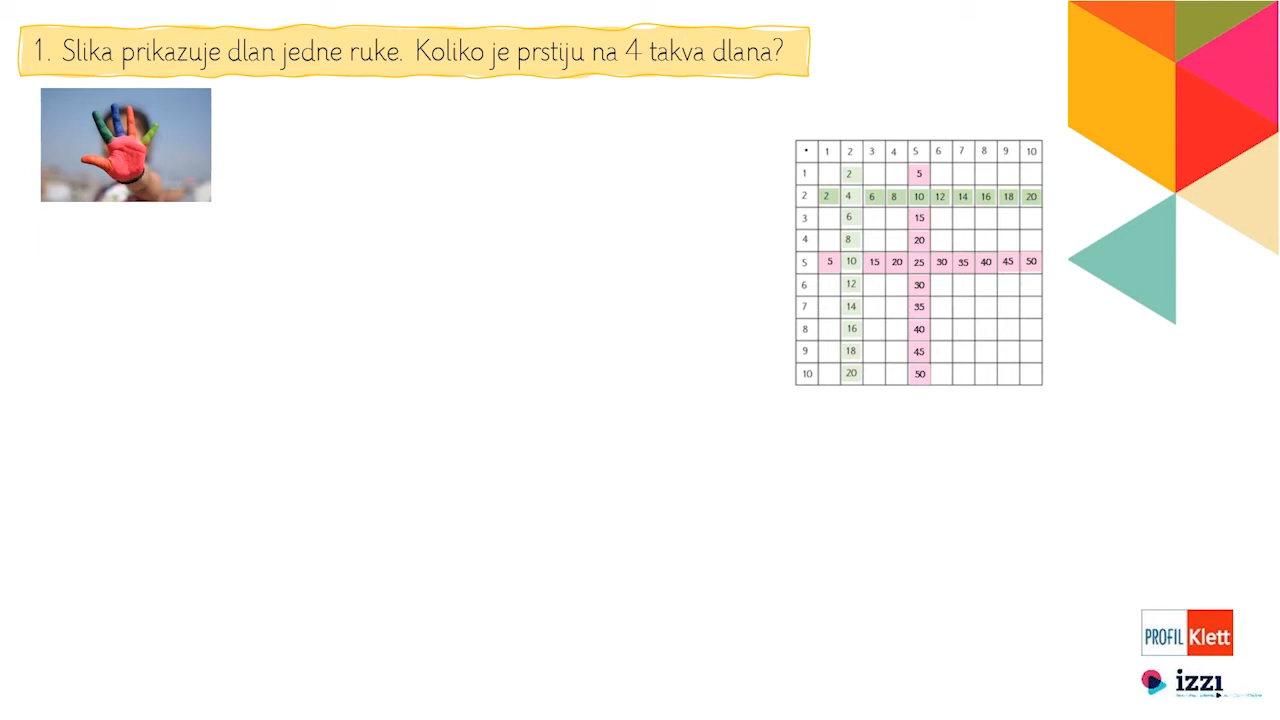 1. Slika prikazuje dlan jedne ruke. Koliko je prstiju na 4 takva dlana?
• 1 2 3 4 5 6 7 8 9 10
1 2 5
2 2 4 6 8 10 12 14 16 18 20
3 6 15
4 8 20
5 5 10 15 20 25 30 35 40 45 50
6 12 30
7 14 35
8 16 40
9 18 45
10 20 50
PROFIL Klett
izzi